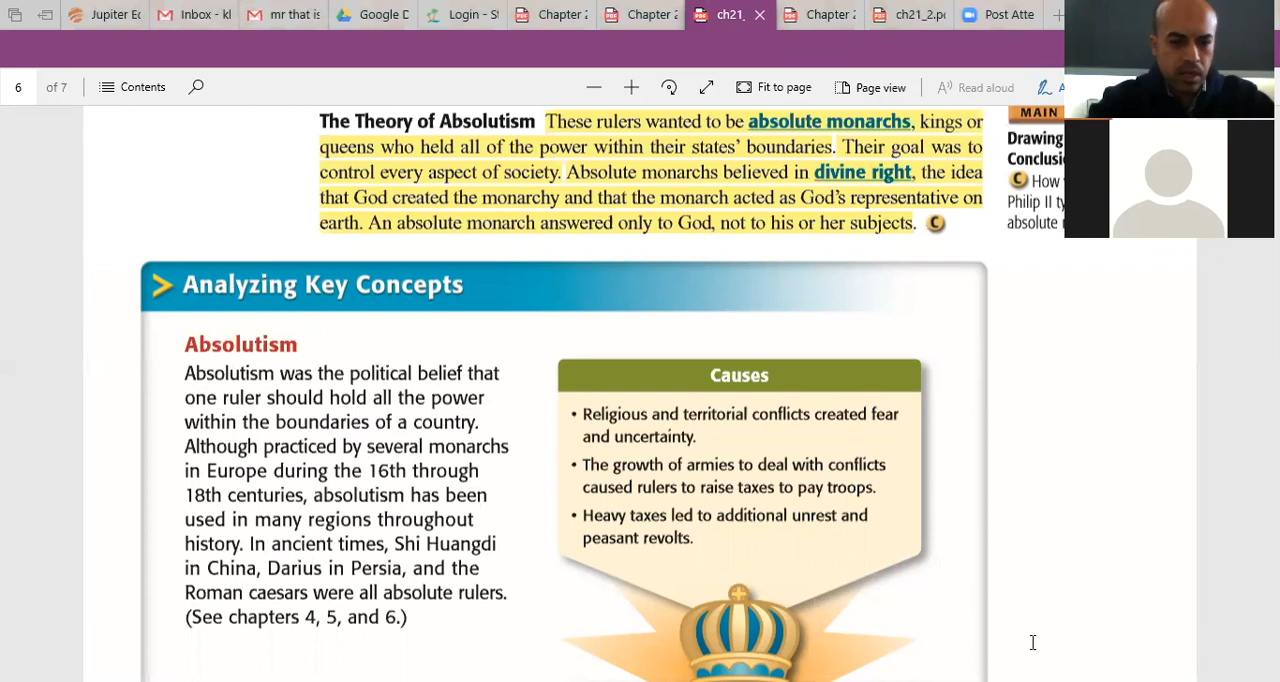 Jupiter Ec
Inbox - kl
mr that is
Google D
Login - St
Chapter 2
Chapter 2
ch21_
Chapter 2
ch21_2.pc
Post Atte
6 of 7
Contents
Fit to page
Page view
Read aloud
The Theory of Absolutism These rulers wanted to be absolute monarchs, kings or
queens who held all of the power within their states' boundaries. Their goal was to
control every aspect of society. Absolute monarchs believed in divine right, the idea
that God created the monarchy and that the monarch acted as God's representative on
earth. An absolute monarch answered only to God, not to his or her subjects. C
MAIN
Drawing
Conclusi
C How
Philip II ty
absolute
Analyzing Key Concepts
Absolutism
Absolutism was the political belief that
one ruler should hold all the power
within the boundaries of a country.
Although practiced by several monarchs
in Europe during the 16th through
18th centuries, absolutism has been
used in many regions throughout
history. In ancient times, Shi Huangdi
in China, Darius in Persia, and the
Roman caesars were all absolute rulers.
(See chapters 4, 5, and 6.)
Causes
• Religious and territorial conflicts created fear
and uncertainty.
• The growth of armies to deal with conflicts
caused rulers to raise taxes to pay troops.
• Heavy taxes led to additional unrest and
peasant revolts.